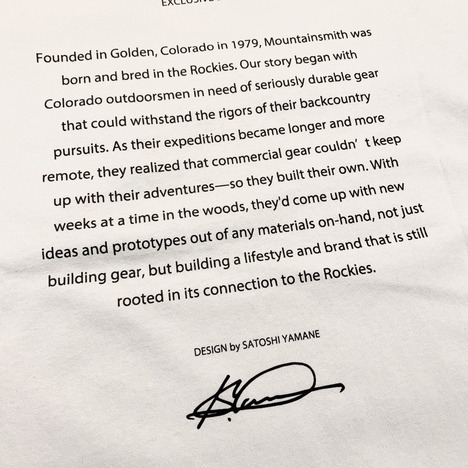 Founded in Golden, Colorado in 1979, Mountainsmith was
born and bred in the Rockies. Our story began with
Colorado outdoorsmen in need of seriously durable gear
that could withstand the rigors of their backcountry
pursuits. As their expeditions became longer and more
remote, they realized that commercial gear couldn’ t keep
up with their adventures—so they built their own. With
weeks at a time in the woods, they'd come up with new
ideas and prototypes out of any materials on-hand, not just
building gear, but building a lifestyle and brand that is still
rooted in its connection to the Rockies.
DESIGN by SATOSHI YAMANE